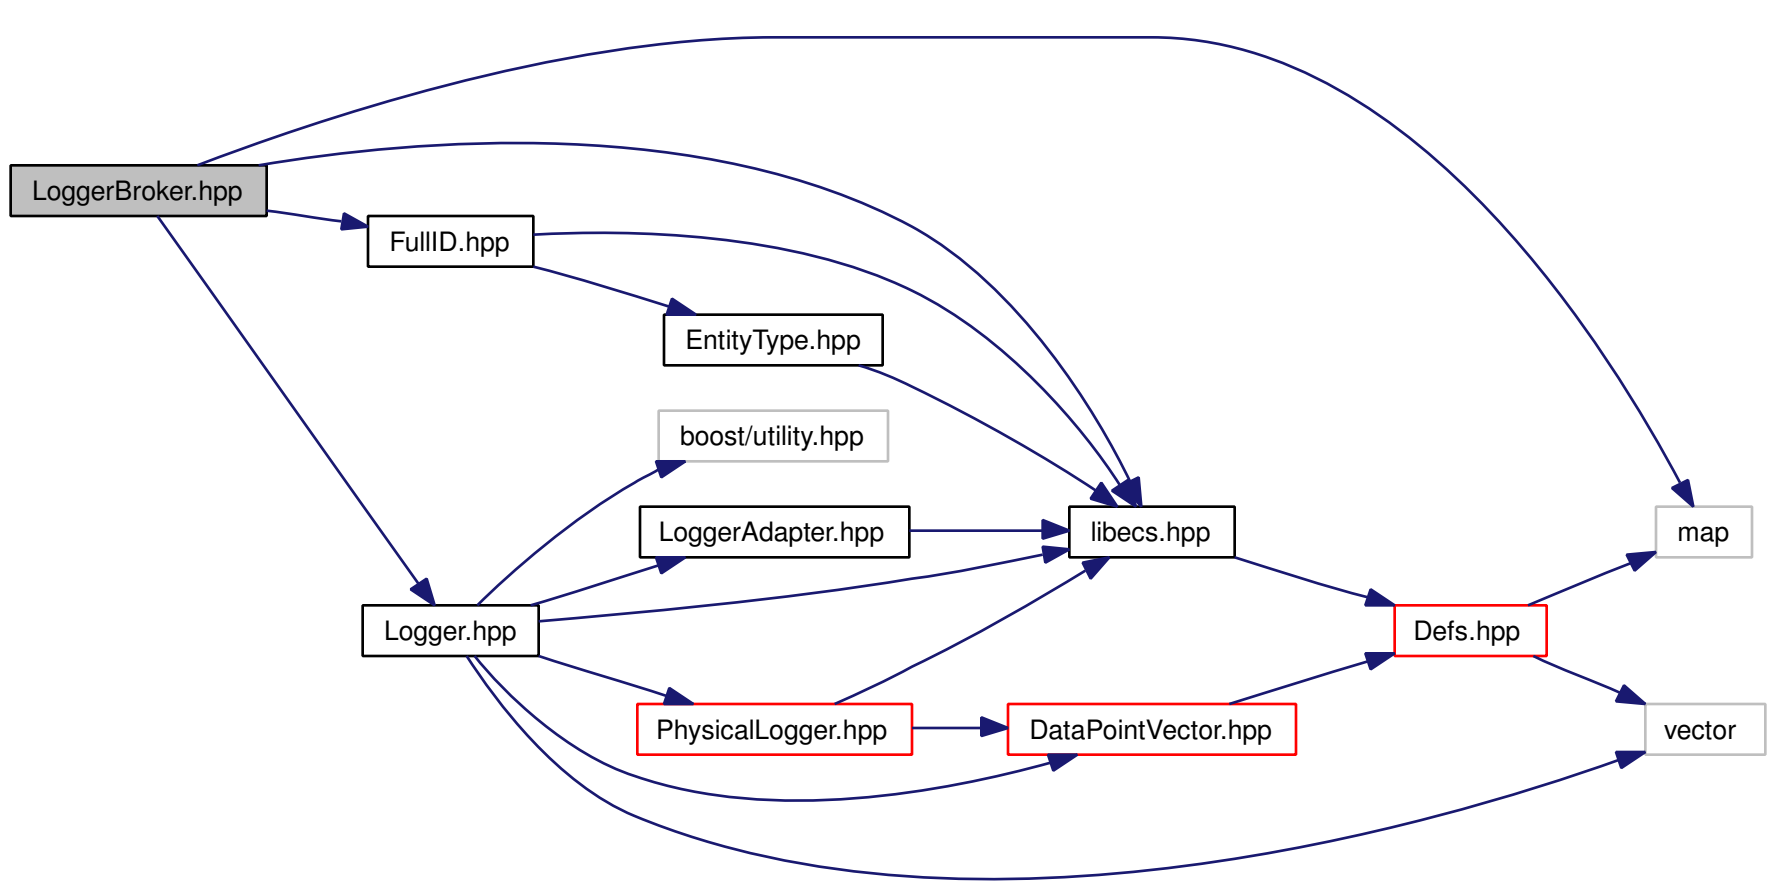 LoggerBroker.hpp
FullID.hpp
EntityType.hpp
boost/utility.hpp
LoggerAdapter.hpp
libecs.hpp
map
Logger.hpp
Defs.hpp
PhysicalLogger.hpp
DataPointVector.hpp
vector